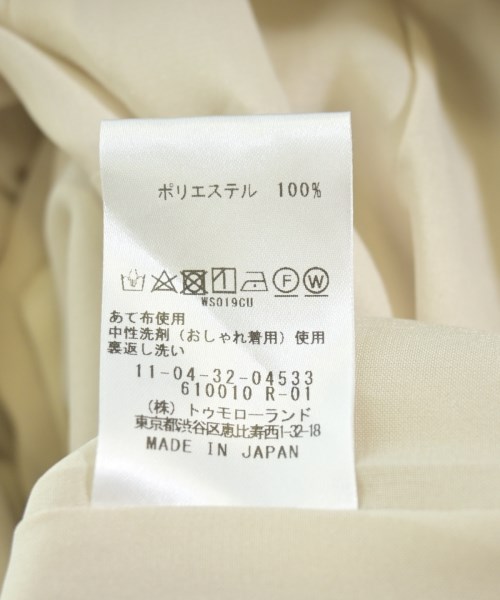 ポリエステル 100%
F W
WS019CU
あて布使用
中性洗剤（おしゃれ着用）使用
裏返し洗い
11-04-32-04533
610010 R-01
（株）トゥモローランド
東京都渋谷区恵比寿西1-32-18
MADE IN JAPAN